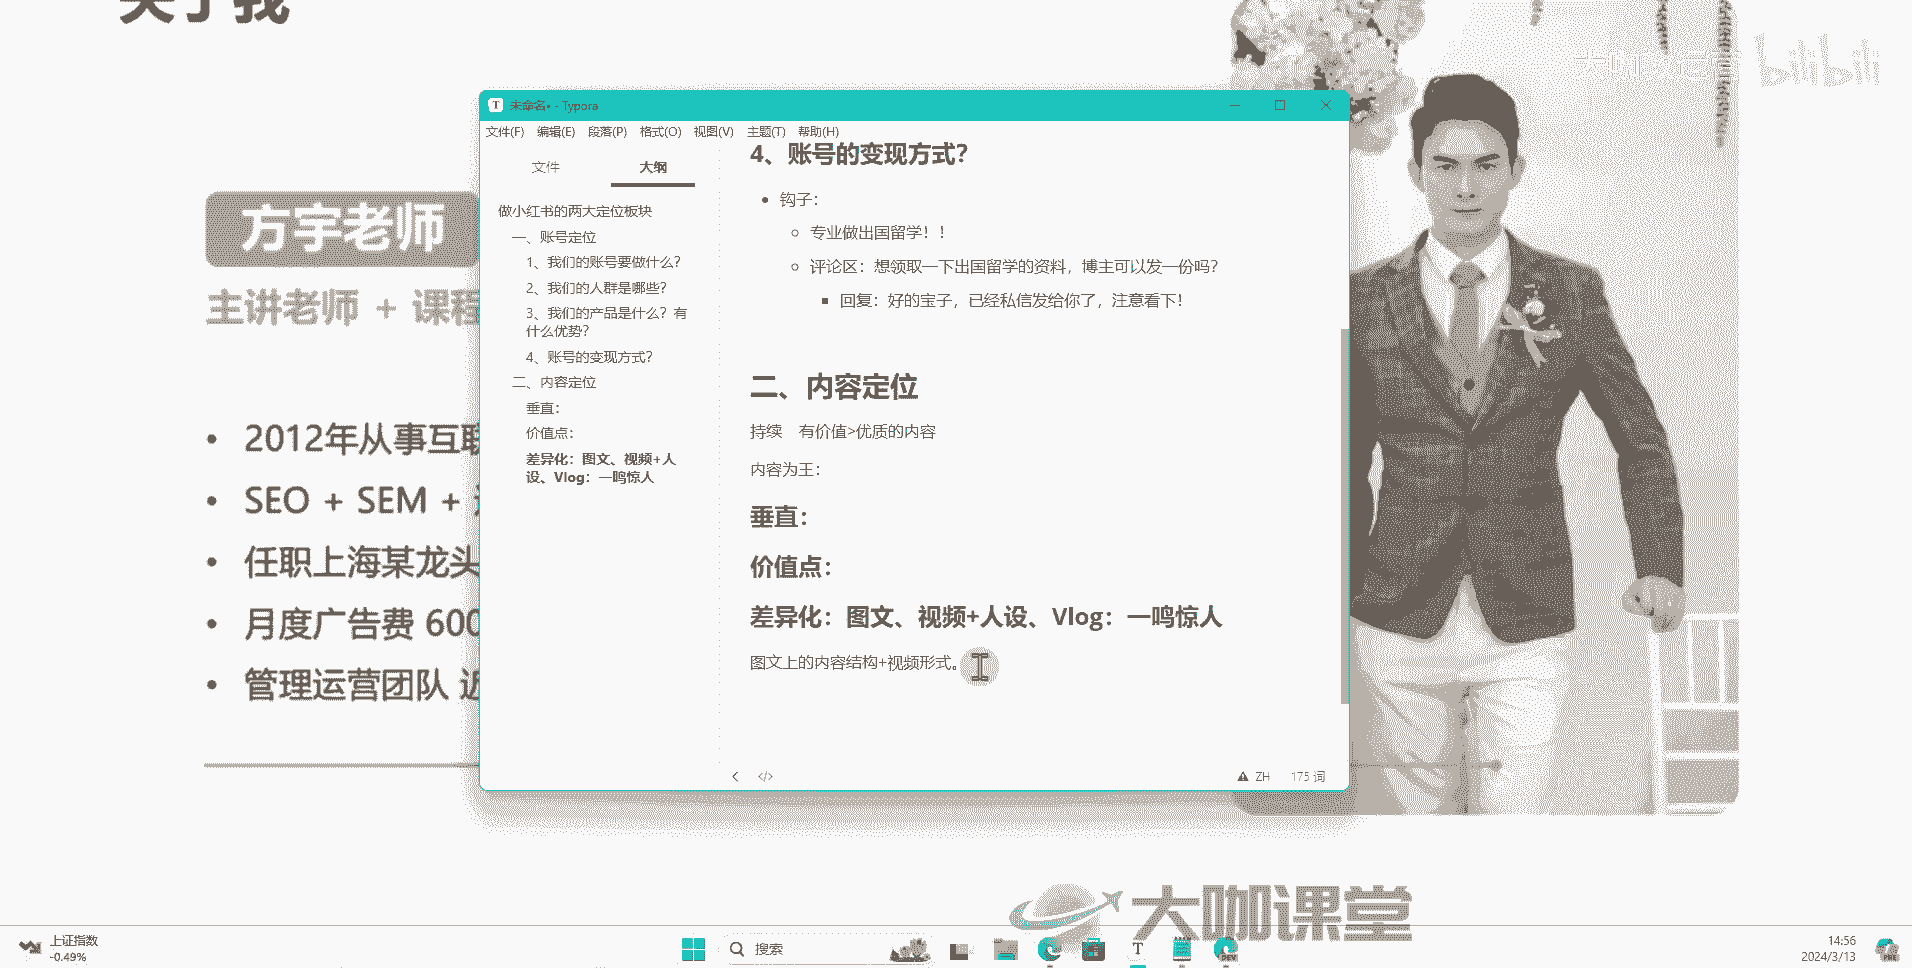 关于我
bilibili
方宇老师
主讲老师 + 课程
2012年从事互联
SEO + SEM +
任职上海某龙头
月度广告费 600
管理运营团队 近
未命名• - Typora
文件(F) 编辑(E) 段落(P) 格式(O) 视图(V) 主题(T) 帮助(H)
文件 大纲
做小红书的两大定位板块
一、账号定位
1、我们的账号要做什么?
2、我们的人群是哪些?
3、我们的产品是什么? 有
什么优势?
4、账号的变现方式?
二、内容定位
垂直:
价值点:
差异化: 图文、视频+人
设、Vlog: 一鸣惊人
4、账号的变现方式?
钩子:
专业做出国留学! !
评论区: 想领取一下出国留学的资料, 博主可以发一份吗?
回复: 好的宝子, 已经私信发给你了, 注意看下!
二、内容定位
持续 有价值>优质的内容
内容为王:
垂直:
价值点:
差异化: 图文、视频+人设、Vlog: 一鸣惊人
图文上的内容结构+视频形式。
ZH 175 词
大咖课堂
上证指数
-0.49%
搜索
T
DEV
14:56
2024/3/13
PRE